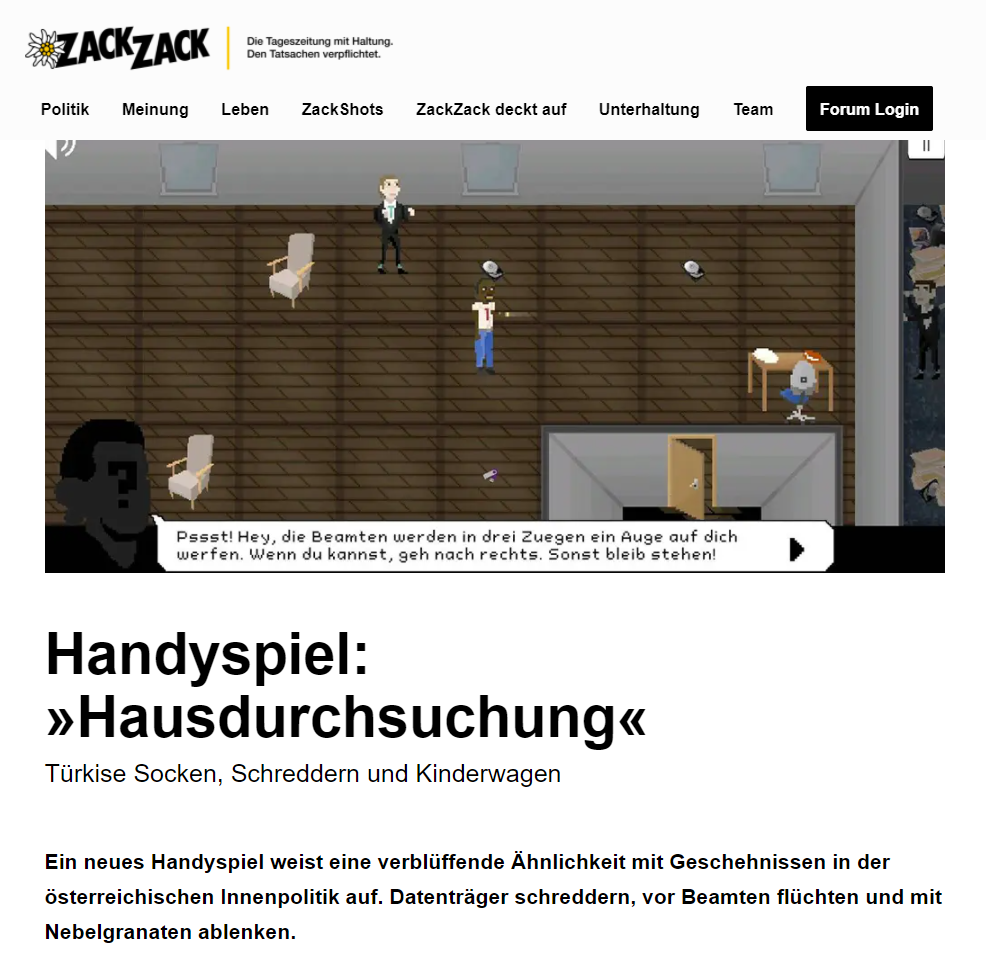 ZACKZACK
Die Tageszeitung mit Haltung.
Den Tatsachen verpflichtet.
Politik Meinung Leben ZackShots ZackZack deckt auf Unterhaltung Team Forum Login
1
?
Pssst! Hey, die Beamten werden in drei Zuegen ein Auge auf dich
werfen. Wenn du kannst, geh nach rechts. Sonst bleib stehen!
Handyspiel:
»Hausdurchsuchung«
Türkise Socken, Schreddern und Kinderwagen
Ein neues Handyspiel weist eine verblüffende Ähnlichkeit mit Geschehnissen in der
österreichischen Innenpolitik auf. Datenträger schreddern, vor Beamten flüchten und mit
Nebelgranaten ablenken.